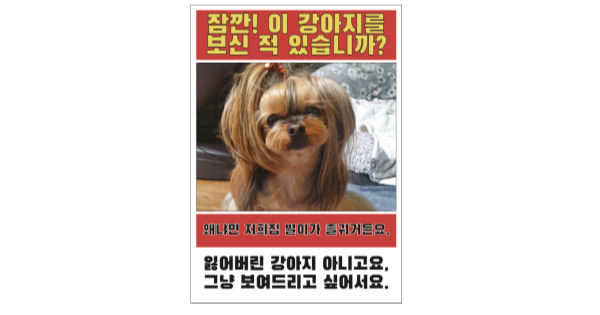 잠깐! 이 강아지를
보신 적 있습니까?
왜냐면 저희집 별이가 졸귀거든요.
잃어버린 강아지 아니고요,
그냥 보여드리고 싶어서요.